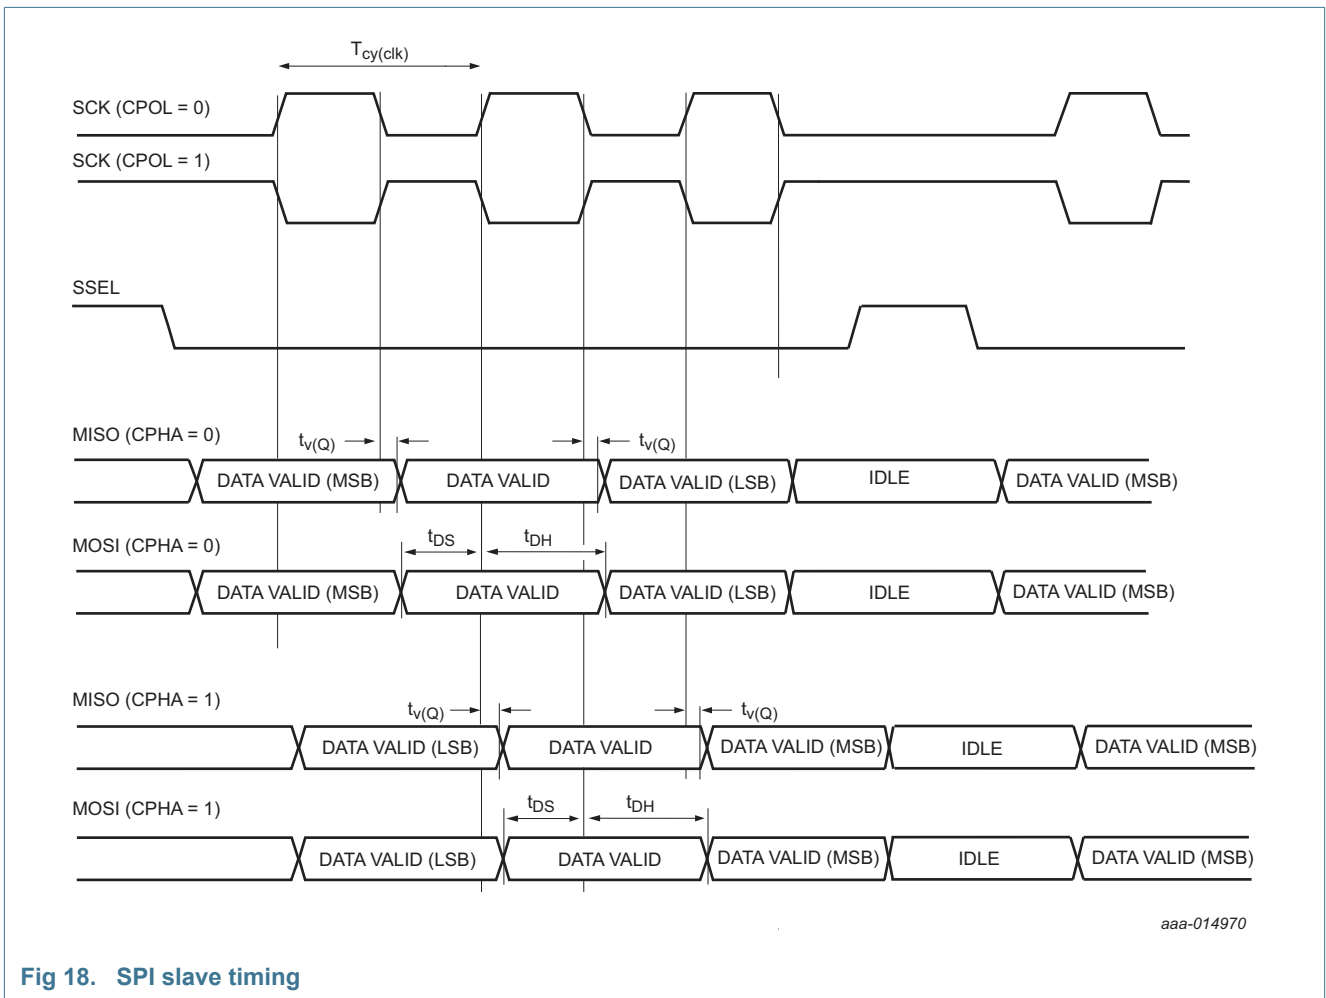 Tcy(clk)
SCK (CPOL = 0)
SCK (CPOL = 1)
SSEL
MISO (CPHA = 0)
tv(Q) tv(Q)
DATA VALID (MSB) DATA VALID DATA VALID (LSB) IDLE DATA VALID (MSB)
MOSI (CPHA = 0)
tDS tDH
DATA VALID (MSB) DATA VALID DATA VALID (LSB) IDLE DATA VALID (MSB)
MISO (CPHA = 1)
tv(Q) tv(Q)
DATA VALID (LSB) DATA VALID DATA VALID (MSB) IDLE DATA VALID (MSB)
MOSI (CPHA = 1)
tDS tDH
DATA VALID (LSB) DATA VALID DATA VALID (MSB) IDLE DATA VALID (MSB)
aaa-014970
Fig 18. SPI slave timing